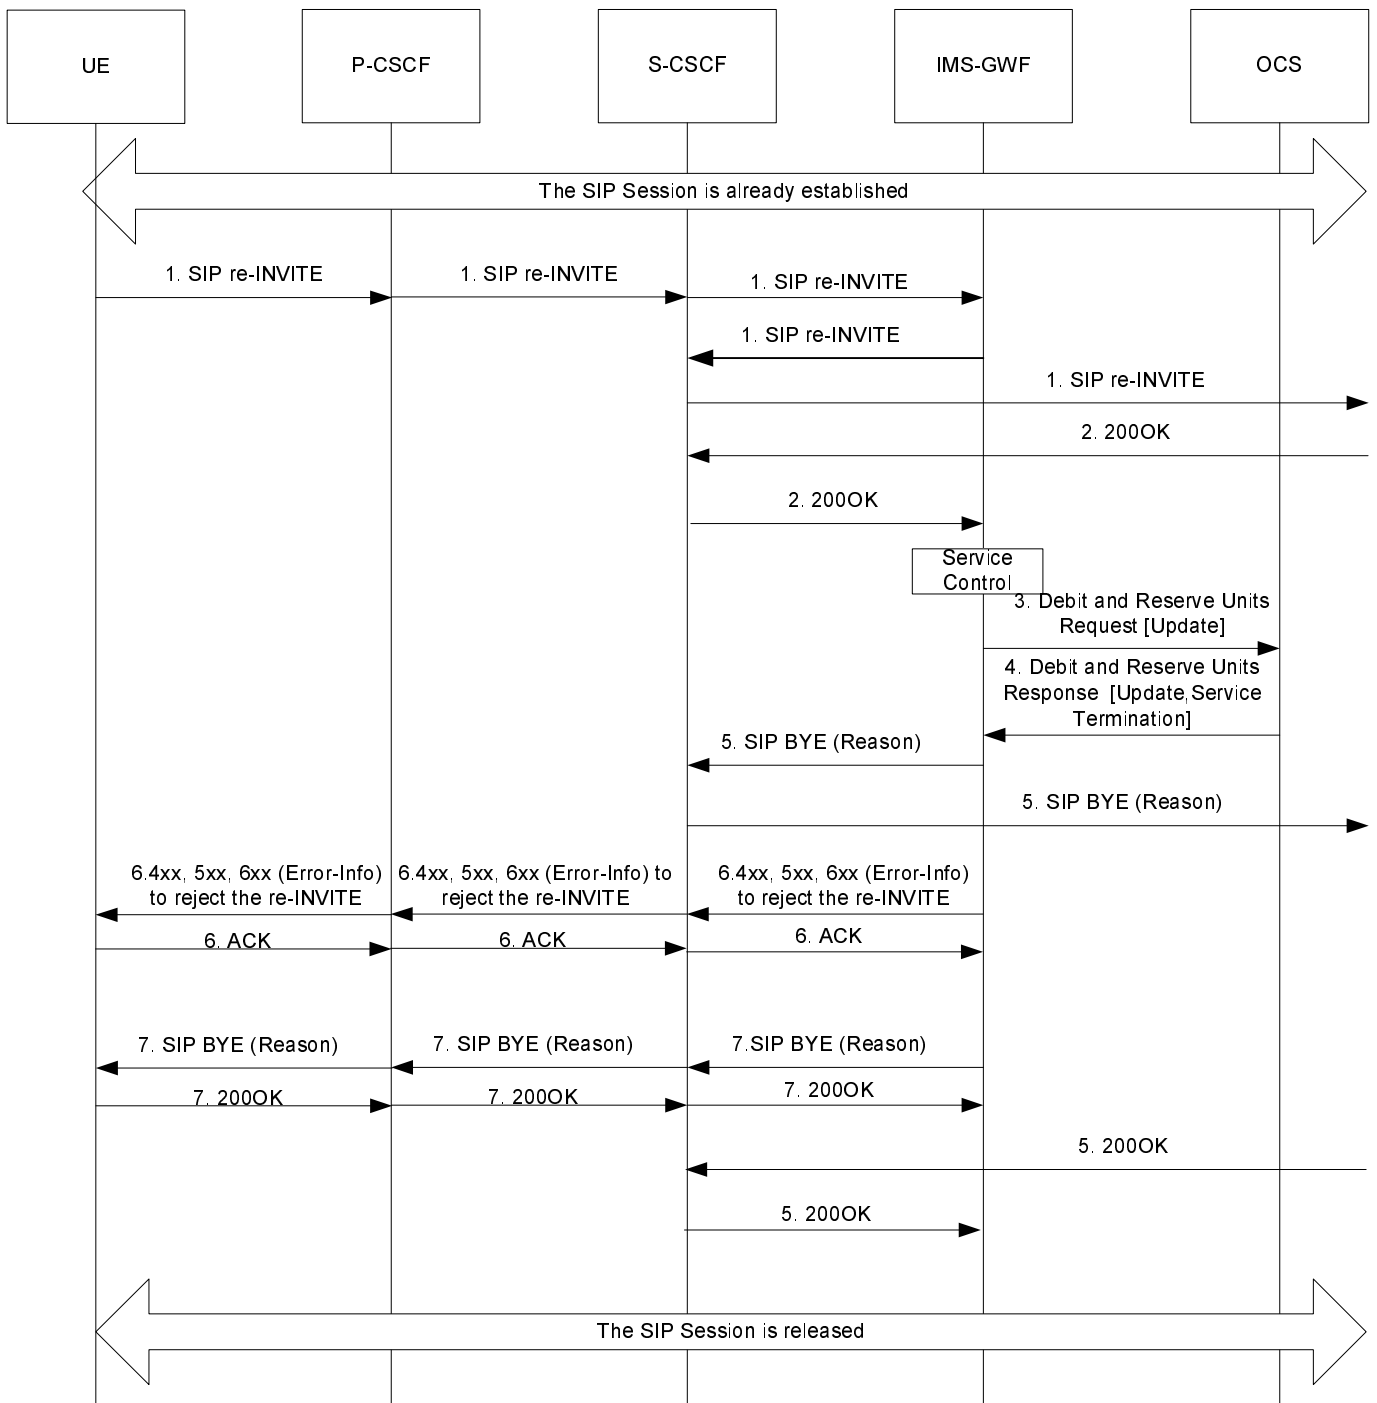 UE
P-CSCF
S-CSCF
IMS-GWF
OCS
The SIP Session is already established
1. SIP re-INVITE
1. SIP re-INVITE
1. SIP re-INVITE
1. SIP re-INVITE
1. SIP re-INVITE
2. 200OK
2. 200OK
Service
Control
3. Debit and Reserve Units
Request [Update]
4. Debit and Reserve Units
Response [Update,Service
Termination]
5. SIP BYE (Reason)
5. SIP BYE (Reason)
6.4xx, 5xx, 6xx (Error-Info)
to reject the re-INVITE
6.4xx, 5xx, 6xx (Error-Info) to
reject the re-INVITE
6.4xx, 5xx, 6xx (Error-Info)
to reject the re-INVITE
6. ACK
6. ACK
6. ACK
7. SIP BYE (Reason)
7. SIP BYE (Reason)
7.SIP BYE (Reason)
7. 200OK
7. 200OK
7. 200OK
5. 200OK
5. 200OK
The SIP Session is released